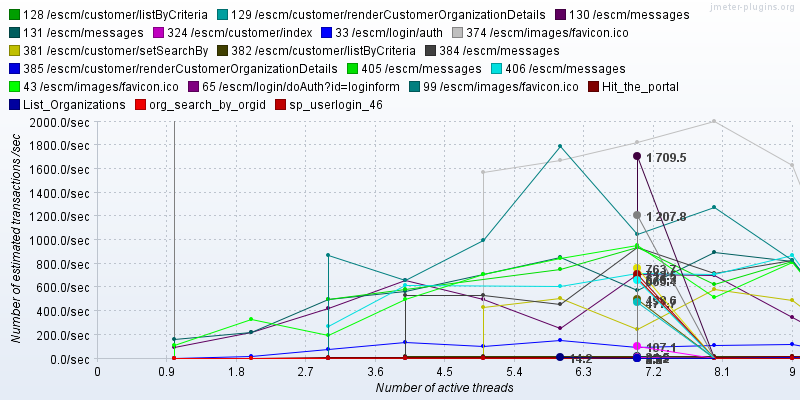 jmeter-plugins.org
128 /escm/customer/listByCriteria 129 /escm/customer/renderCustomerOrganizationDetails 130 /escm/messages
131 /escm/messages 324 /escm/customer/index 33 /escm/login/auth 374 /escm/images/favicon.ico
381 /escm/customer/setSearchBy 382 /escm/customer/listByCriteria 384 /escm/messages
385 /escm/customer/renderCustomerOrganizationDetails 405 /escm/messages 406 /escm/messages
43 /escm/images/favicon.ico 65 /escm/login/doAuth?id=loginform 99 /escm/images/favicon.ico Hit_the_portal
List_Organizations org_search_by_orgid sp_userlogin_46
Number of estimated transactions /sec
2000.0/sec
1800.0/sec
1600.0/sec
1400.0/sec
1200.0/sec
1000.0/sec
800.0/sec
600.0/sec
400.0/sec
200.0/sec
0.0/sec
1 709.5
1 207.8
763.7
107.1
14.2
0 0.9 1.8 2.7 3.6 4.5 5.4 6.3 7.2 8.1 9
Number of active threads